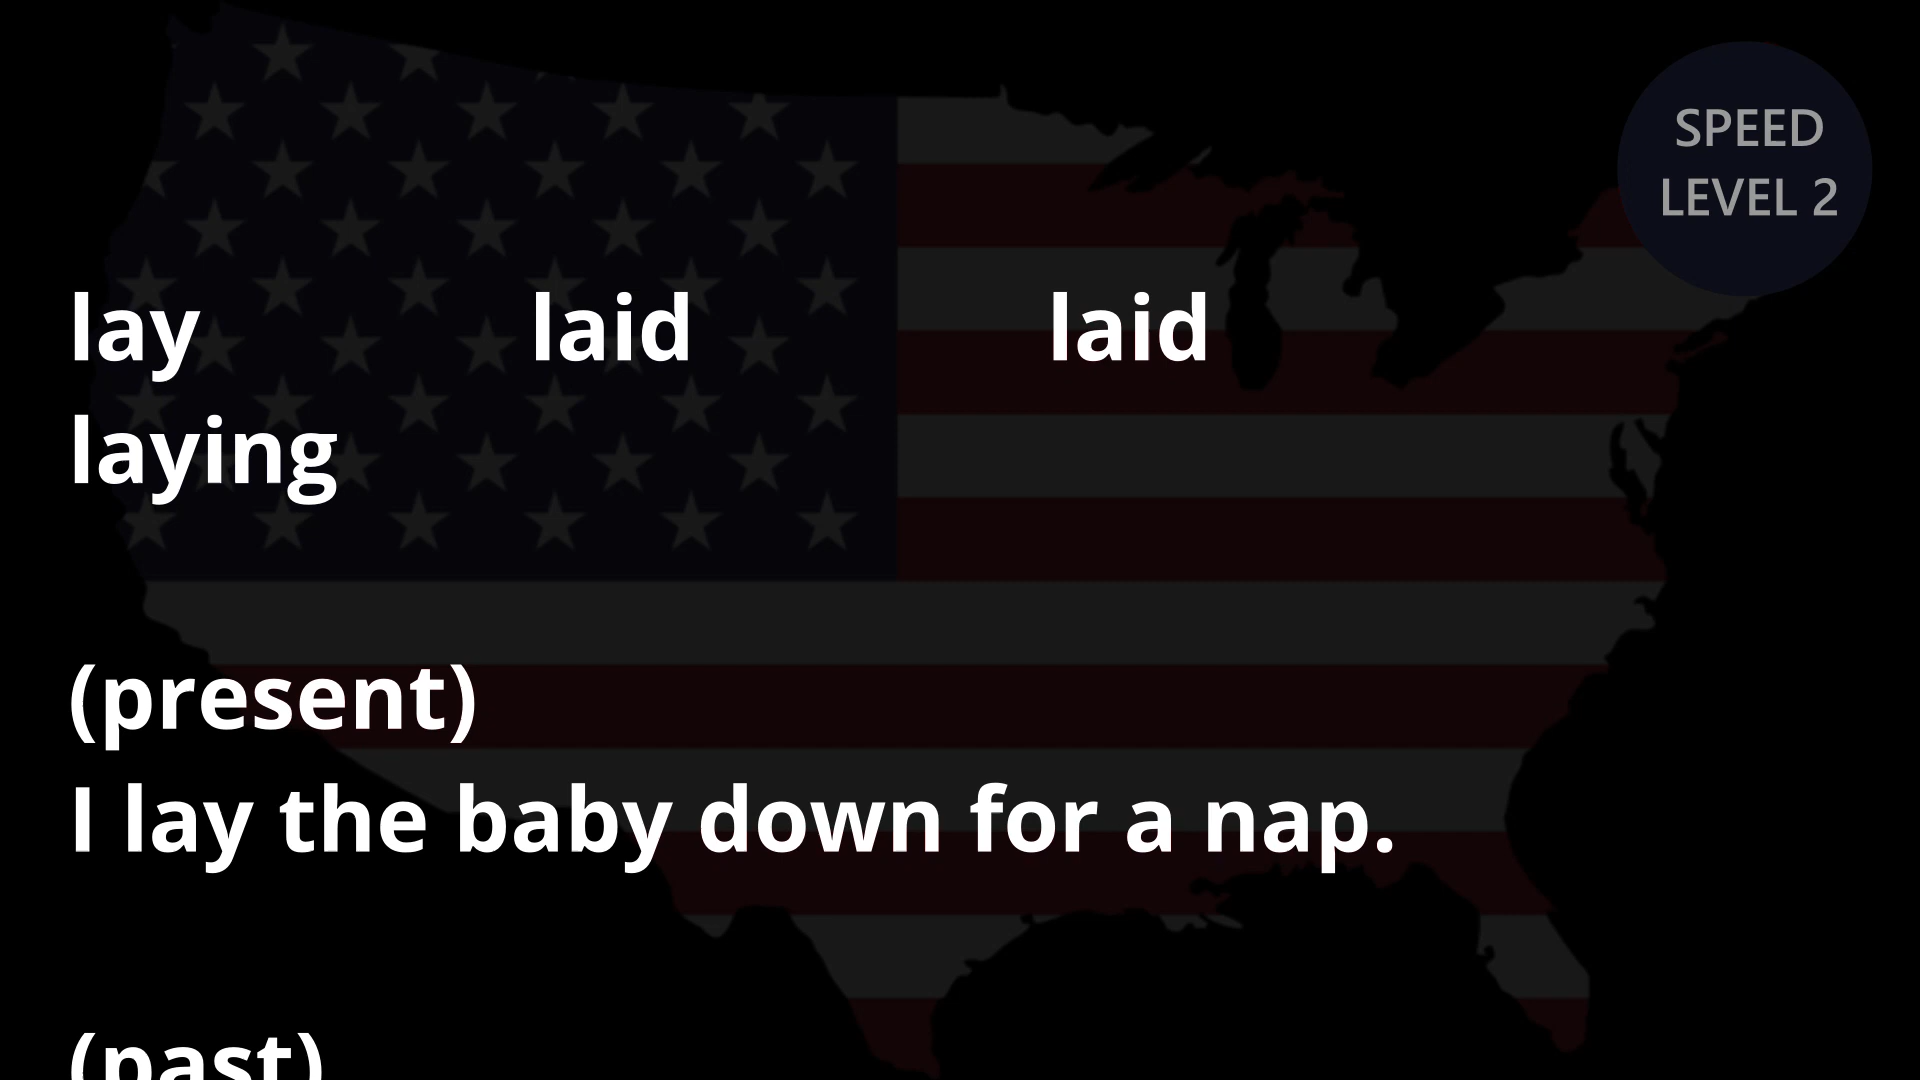 SPEED
LEVEL 2
lay laid laid
laying
(present)
I lay the baby down for a nap.
(past)